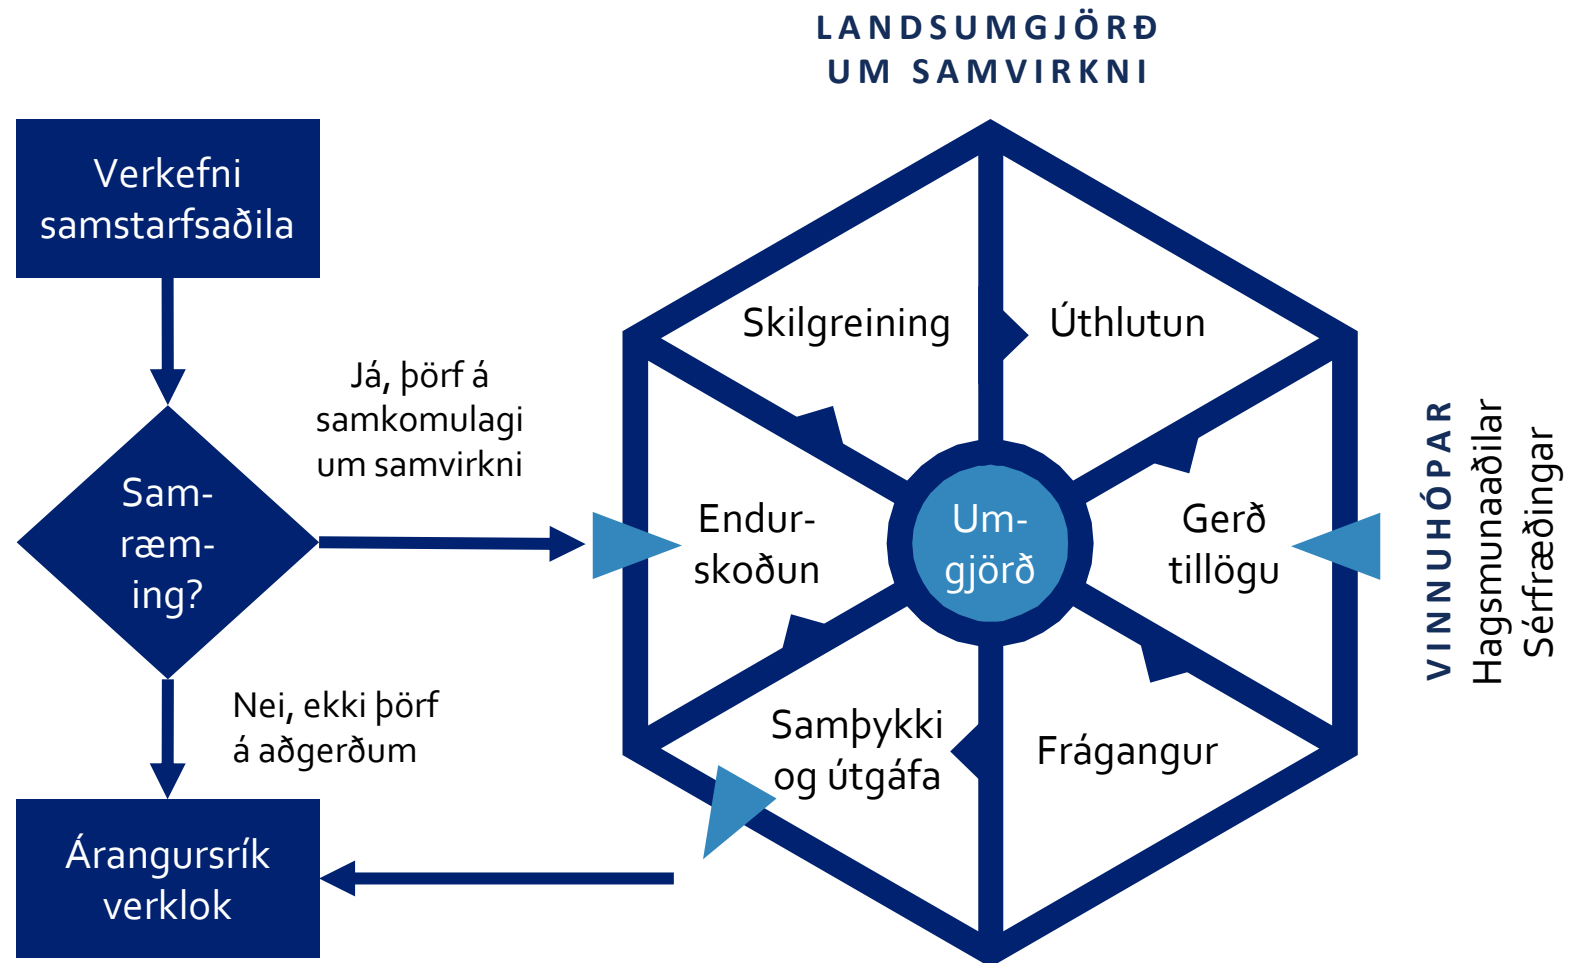 LANDSUMGJÖRÐ
UM SAMVIRKNI
Verkefni
samstarfsaðila
Já, þörf á
samkomulagi
um samvirkni
Sam-
ræm-
ing?
Nei, ekki þörf
á aðgerðum
Árangursrík
verklok
Skilgreining
Úthlutun
Endur-
skoðun
Um-
gjörð
Gerð
tillögu
Samþykki
og útgáfa
Frágangur
VINNUHÓPAR
Hagsmunaaðilar
Sérfræðingar